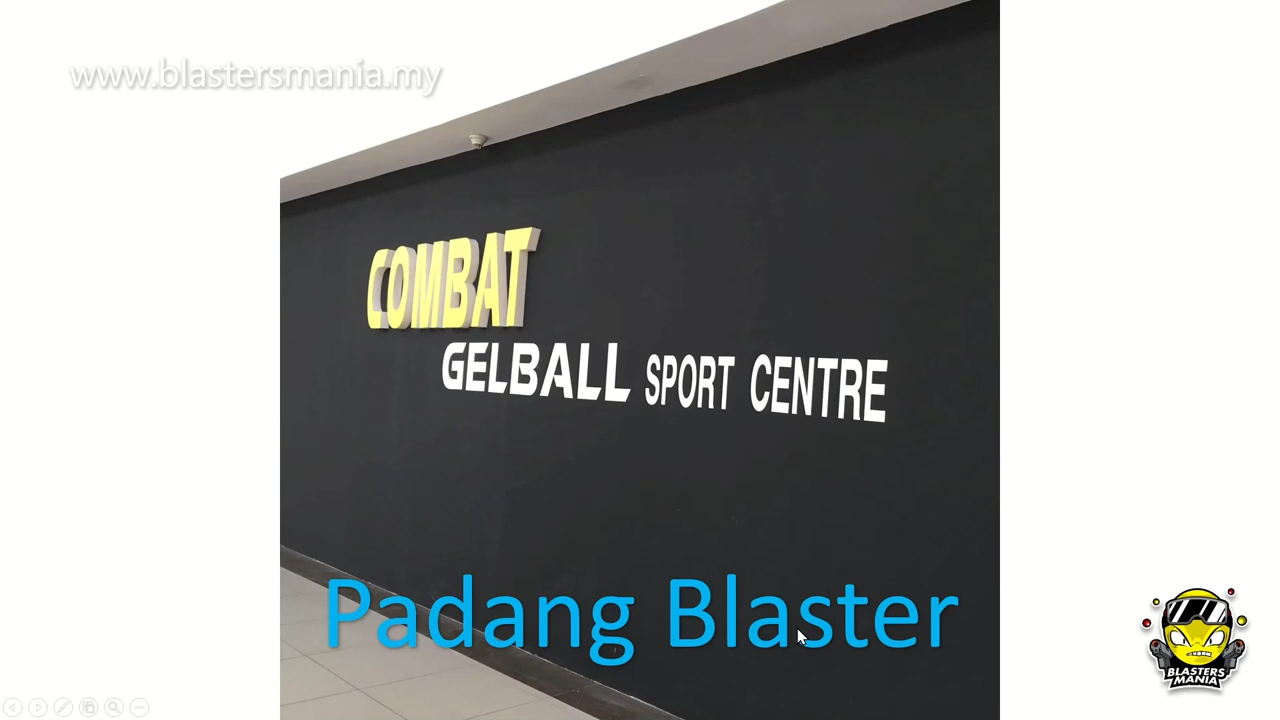 www.blastersmania.my
COMBAT
GELBALL SPORT CENTRE
Padang Blaster
BLASTERS
MANIA